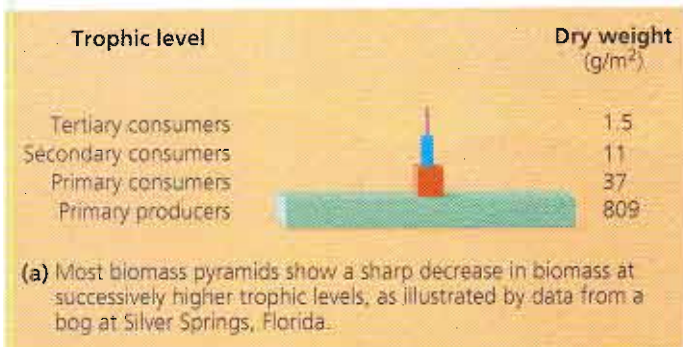 Trophic level Dry weight
(g/m²)
Tertiary consumers 1.5
Secondary consumers 11
Primary consumers 37
Primary producers 809
(a) Most biomass pyramids show a sharp decrease in biomass at
successively higher trophic levels, as illustrated by data from a
bog at Silver Springs, Florida.